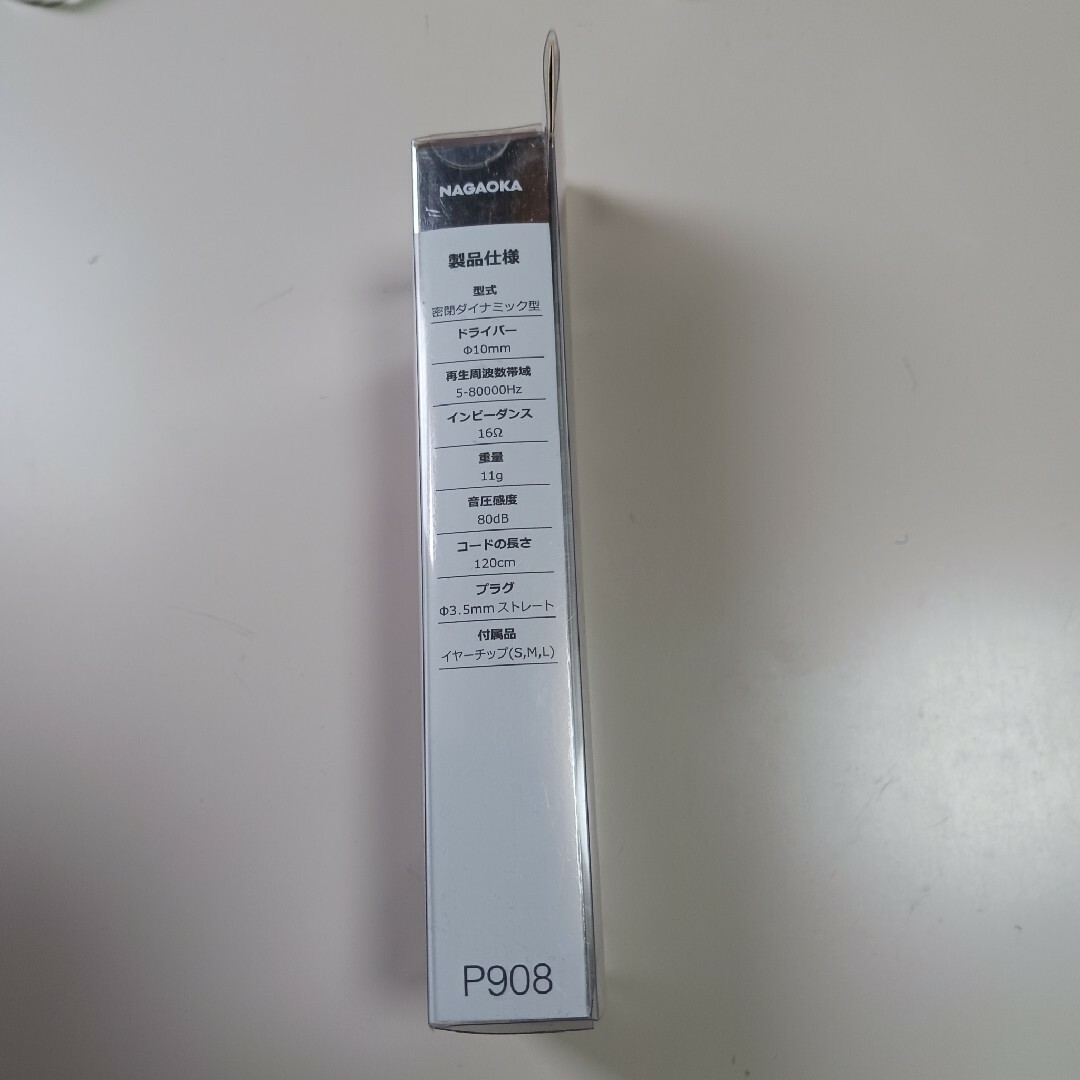 NAGAOKA
製品仕様
型式
密閉ダイナミック型
ドライバー
Φ10mm
再生周波数帯域
5-80000Hz
インピーダンス
16Ω
重量
11g
音圧感度
80dB
コードの長さ
120cm
プラグ
Φ3.5mm ストレート
付属品
イヤーチップ(S,M,L)
P908